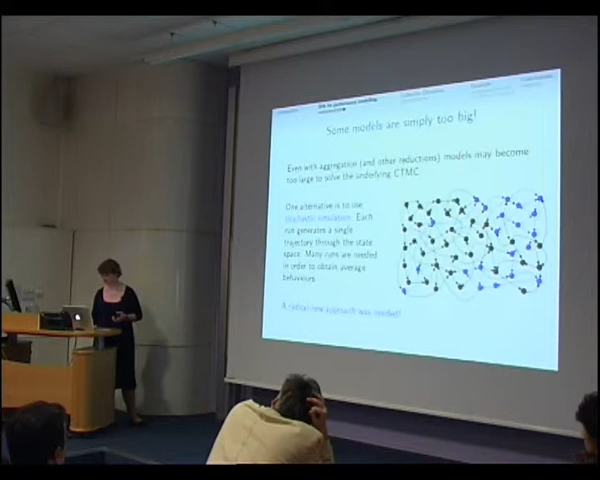 Some models are simply too big!
Even with aggregation (and other reductions) models may become
too large to solve the underlying CTMC.
One alternative is to use
stochastic simulation. Each
run generates a single
trajectory through the state
space. Many runs are needed
in order to obtain average
behaviours.
A radical new approach was needed!